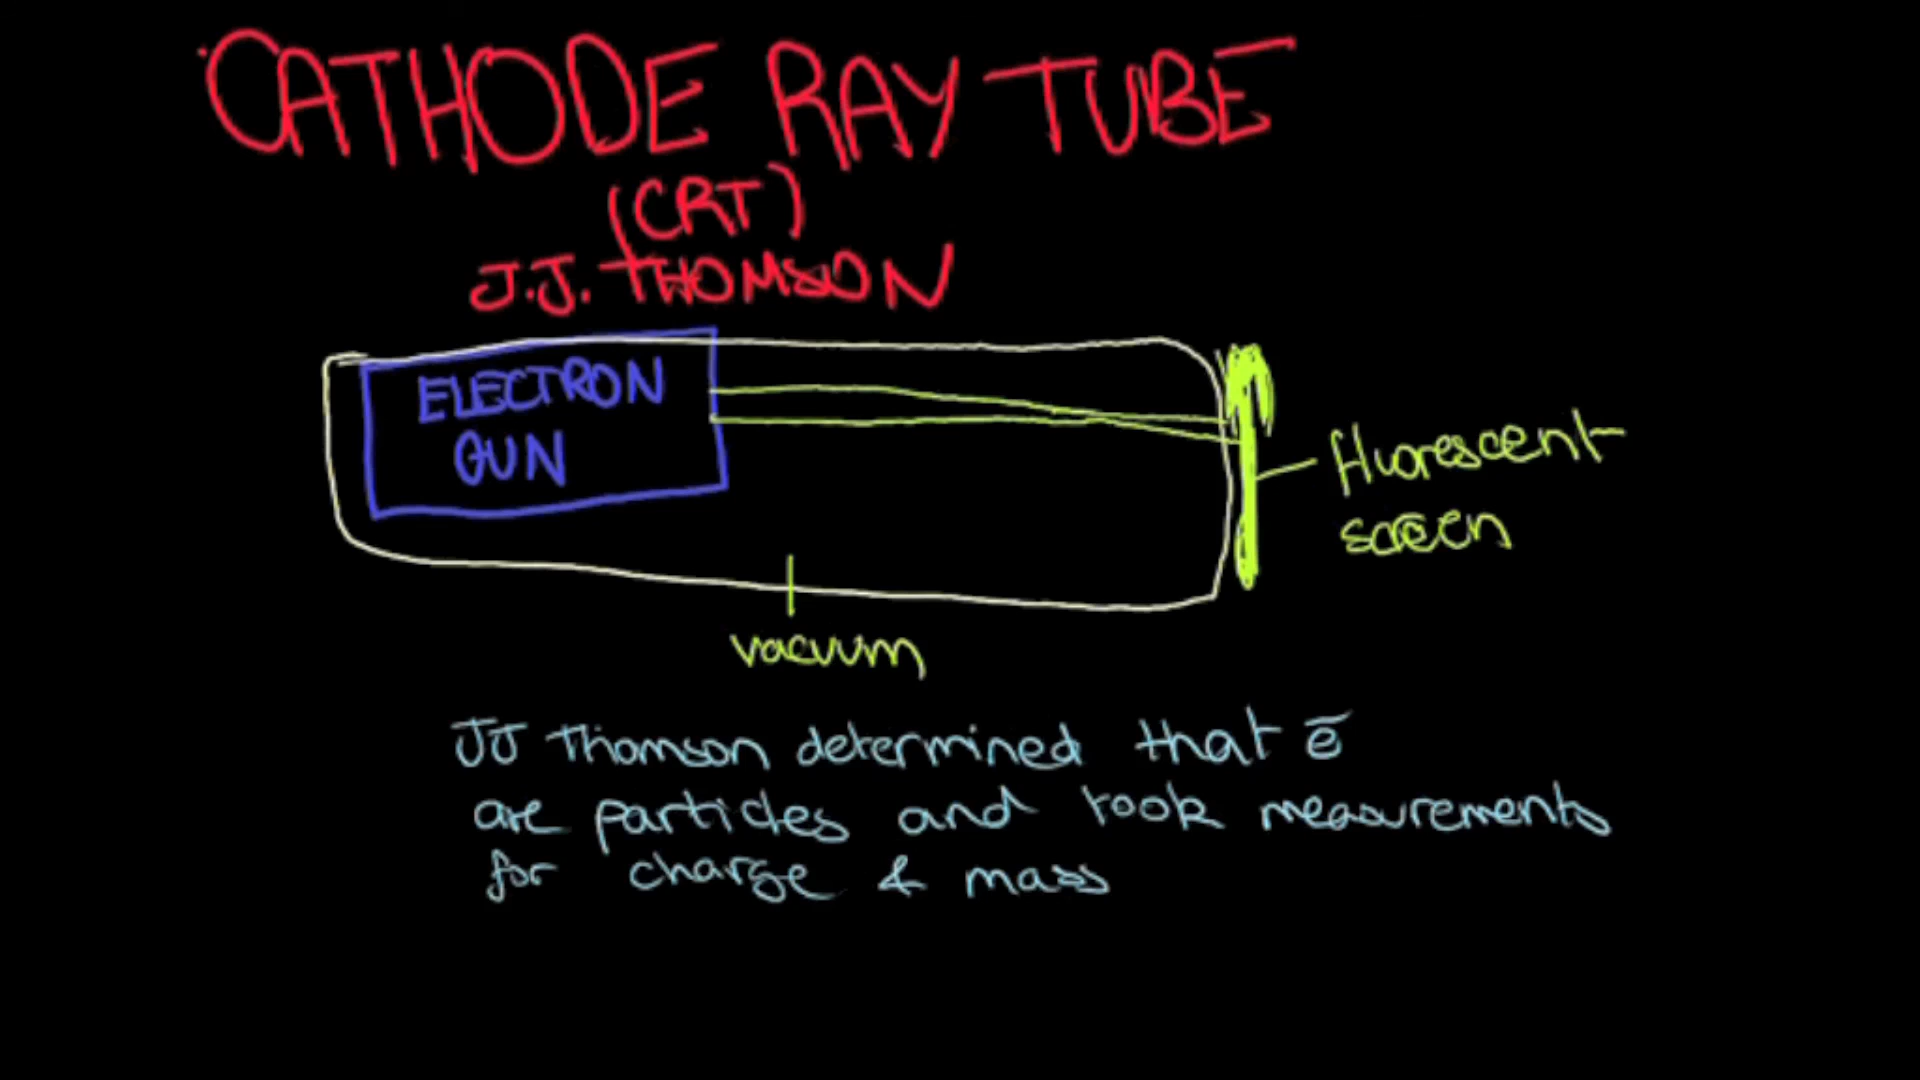 CATHODE RAY TUBE
(CRT)
J.J. THOMSON
ELECTRON
GUN
fluorescent
screen
vacuum
JJ Thomson determined that ē
are particles and took measurements
for charge & mass